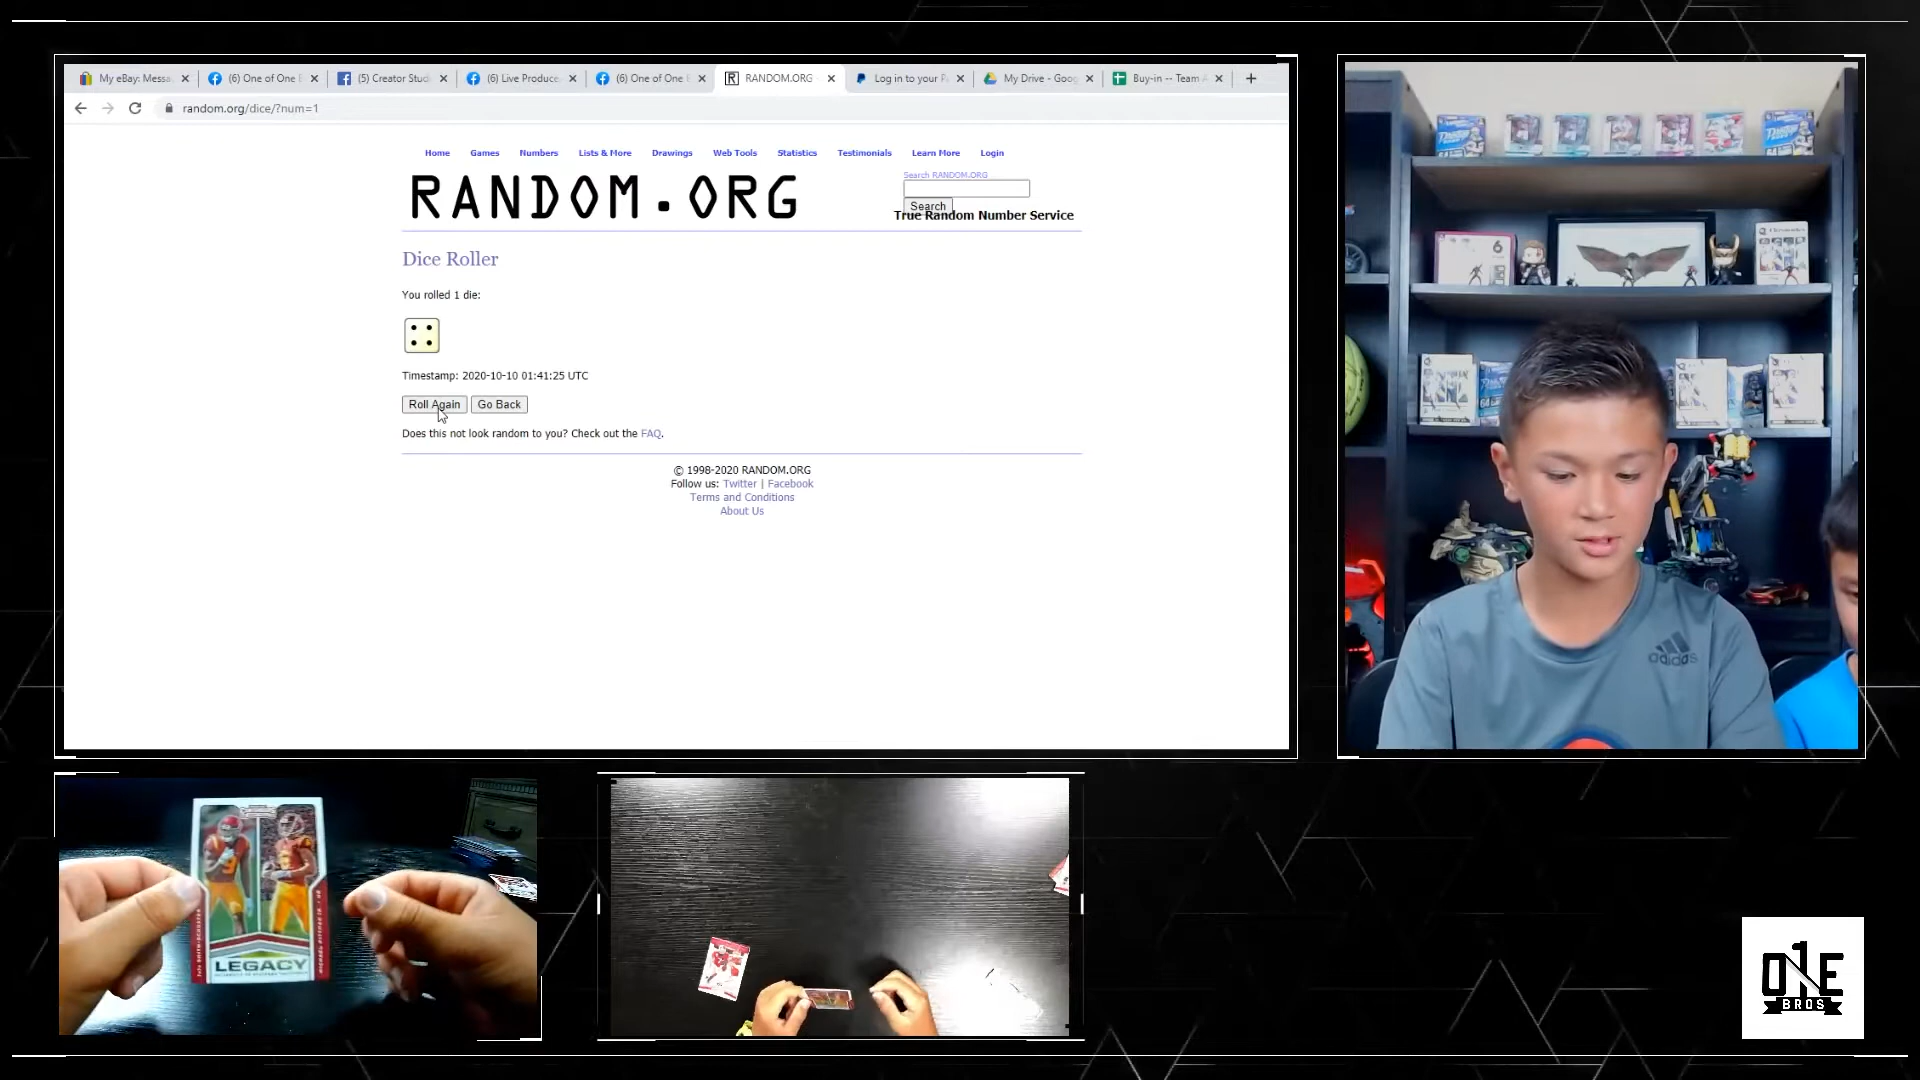 My eBay: Messa
(6) One of One B
(5) Creator Studi
(6) Live Produce
(6) One of One B
RANDOM.ORG
Log in to your P
My Drive - Goog
Buy-in -- Team
random.org/dice/?num=1
Home Games Numbers Lists & More Drawings Web Tools Statistics Testimonials Learn More Login
RANDOM.ORG
Search RANDOM.ORG
Search
True Random Number Service
Dice Roller
You rolled 1 die:
Timestamp: 2020-10-10 01:41:25 UTC
Roll Again Go Back
Does this not look random to you? Check out the FAQ.
© 1998-2020 RANDOM.ORG
Follow us: Twitter | Facebook
Terms and Conditions
About Us
6
adidas
LEGACY
ONE
BROS